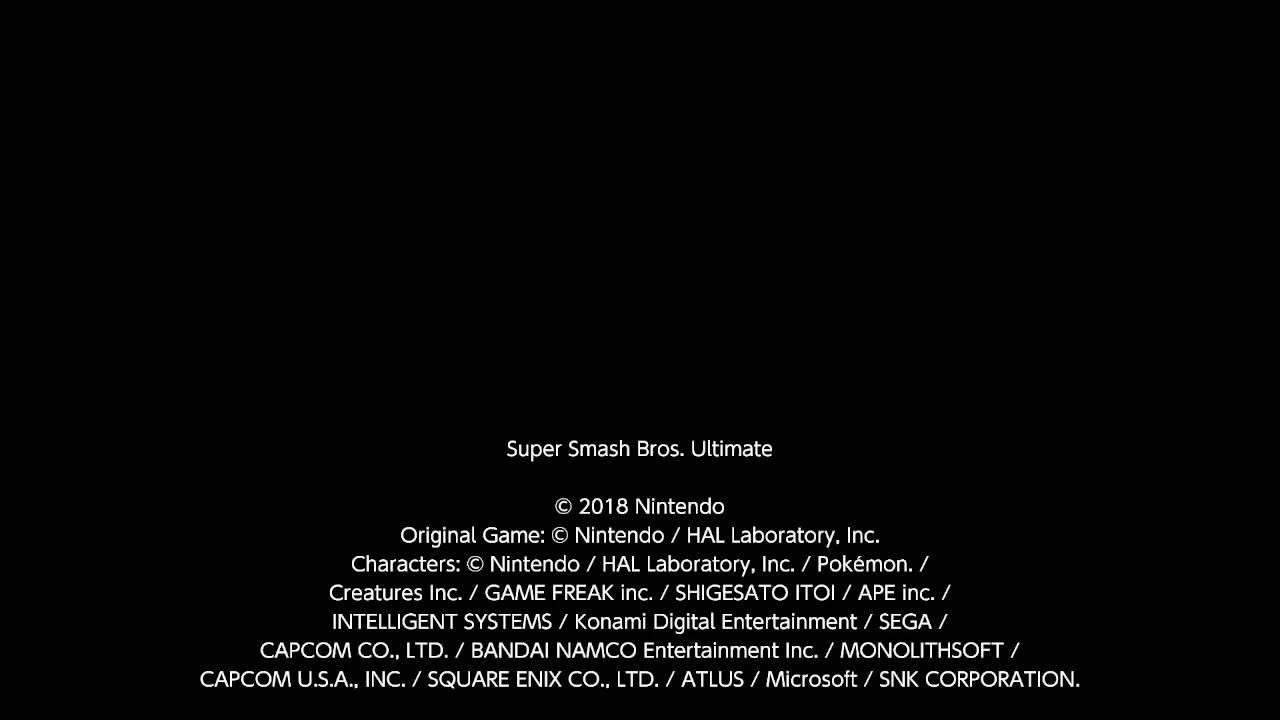 Super Smash Bros. Ultimate
© 2018 Nintendo
Original Game: © Nintendo / HAL Laboratory, Inc.
Characters: © Nintendo / HAL Laboratory, Inc. / Pokémon. /
Creatures Inc. / GAME FREAK inc. / SHIGESATO ITOI / APE inc. /
INTELLIGENT SYSTEMS / Konami Digital Entertainment / SEGA /
CAPCOM CO., LTD. / BANDAI NAMCO Entertainment Inc. / MONOLITHSOFT /
CAPCOM U.S.A., INC. / SQUARE ENIX CO., LTD. / ATLUS / Microsoft / SNK CORPORATION.